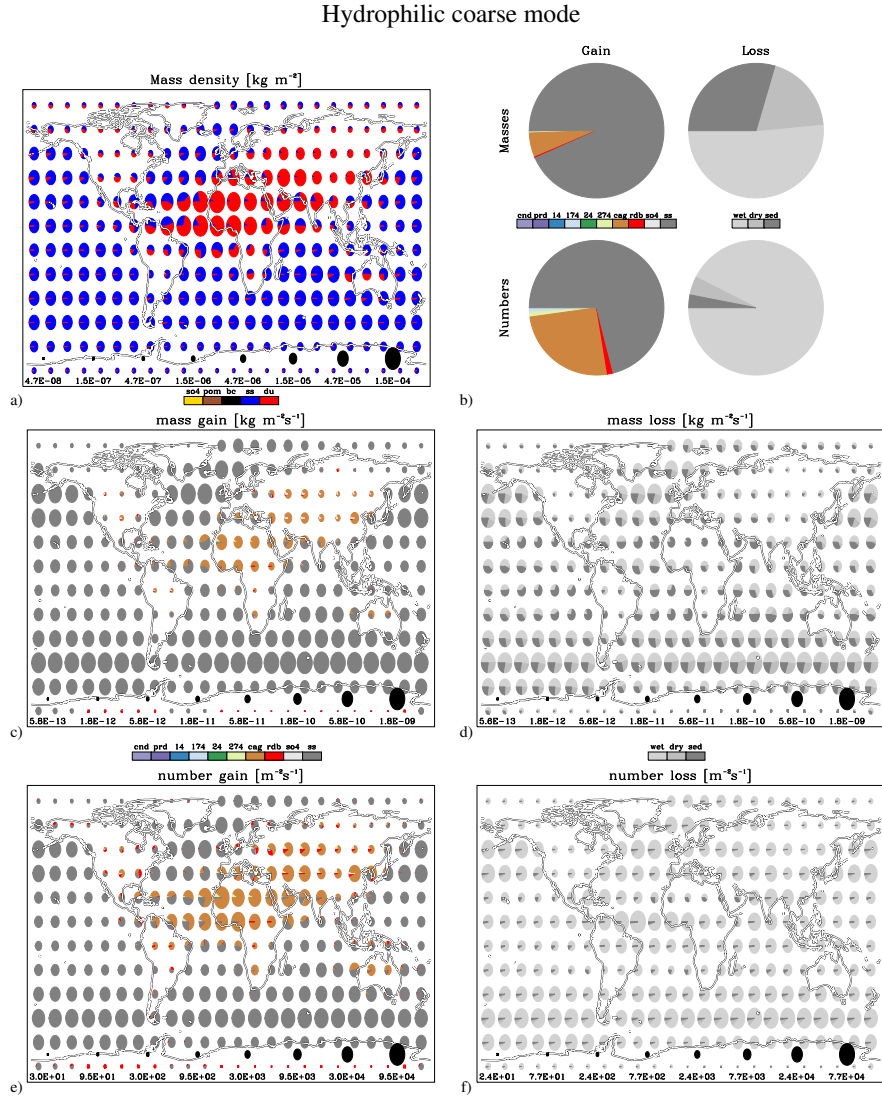 Hydrophilic coarse mode
Mass density [kg m⁻²]
4.7E-08 1.5E-07 4.7E-07 1.5E-06 4.7E-06 1.5E-05 4.7E-05 1.5E-04
so4 pom bc ss du
a)
Gain Loss
Masses
cnd prd 14 174 24 274 cag rdb so4 ss
wet dry sed
Numbers
b)
mass gain [kg m⁻²s⁻¹]
5.6E-13 1.8E-12 5.6E-12 1.8E-11 5.8E-11 1.8E-10 5.8E-10 1.8E-09
c)
mass loss [kg m⁻²s⁻¹]
5.6E-13 1.8E-12 5.6E-12 1.8E-11 5.6E-11 1.8E-10 5.6E-10 1.8E-09
d)
cnd prd 14 174 24 274 cag rdb so4 ss
wet dry sed
number gain [m⁻²s⁻¹]
3.0E+01 9.5E+01 3.0E+02 9.5E+02 3.0E+03 9.5E+03 3.0E+04 9.5E+04
e)
number loss [m⁻²s⁻¹]
2.4E+01 7.7E+01 2.4E+02 7.7E+02 2.4E+03 7.7E+03 2.4E+04 7.7E+04
f)